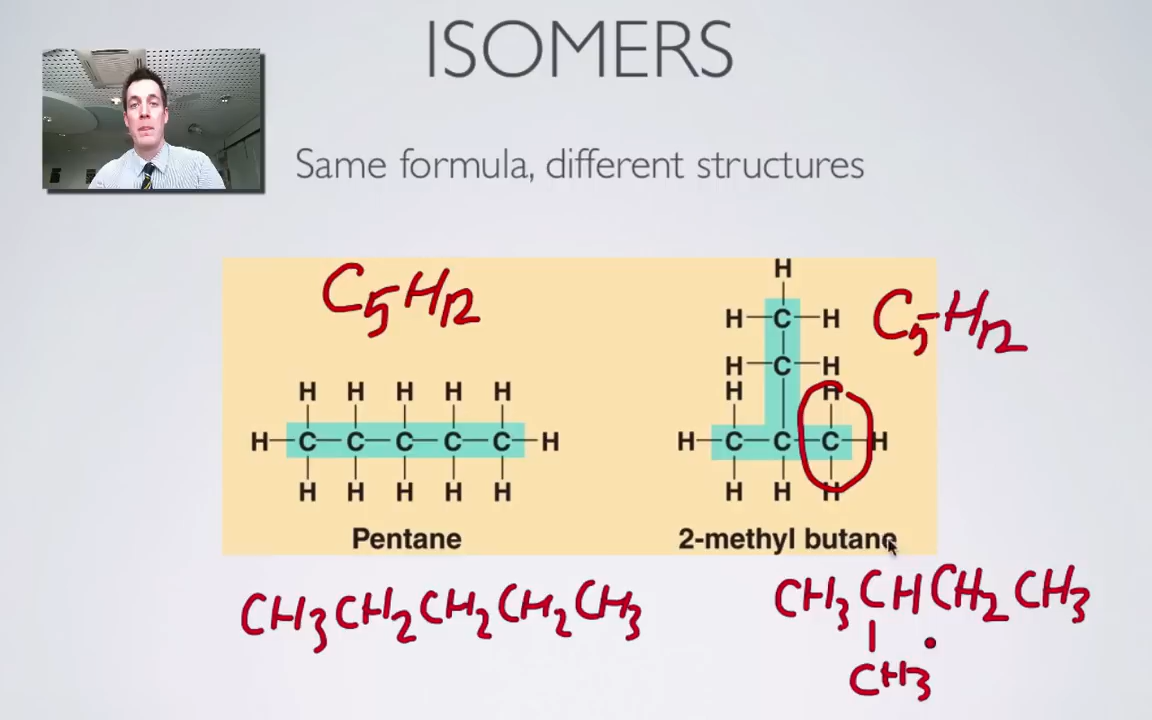 ISOMERS
Same formula, different structures
C5H12
H
H C H
C5H12
H C H
H H H H H H H
H C C C C C H H C C C H
H H H H H H H H
Pentane 2-methyl butane
CH3CH2CH2CH2CH3 CH3CHCH2CH3
CH3